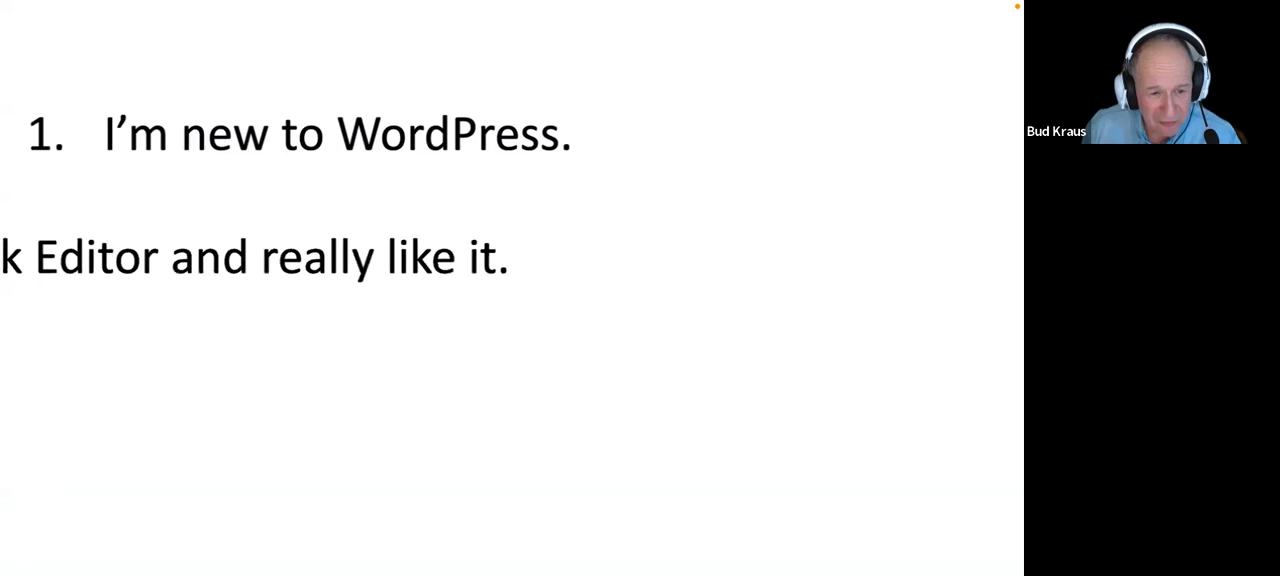 1. I’m new to WordPress.
k Editor and really like it.
Bud Kraus